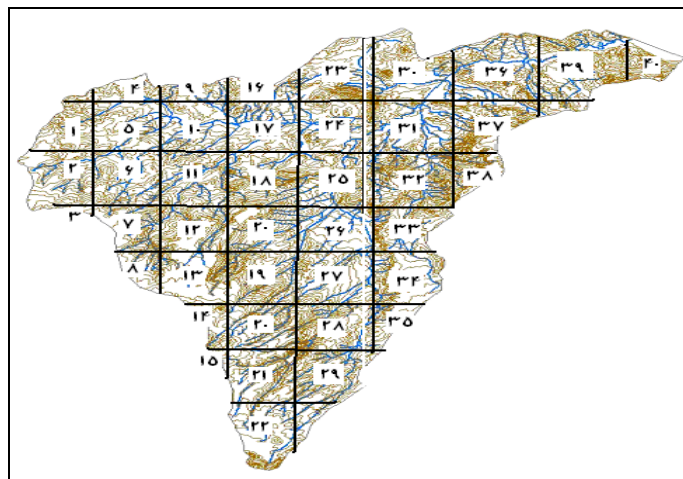 ۴ ۹ ۱۶ ۲۳ ۳۰ ۳۶ ۳۹ ۴۰
۱ ۵ ۱۰ ۱۷ ۲۴ ۳۱ ۳۷
۲ ۶ ۱۱ ۱۸ ۲۵ ۳۲ ۳۸
۳ ۷ ۱۲ ۲۰ ۲۶ ۳۳
۸ ۱۳ ۱۹ ۲۷ ۳۴
۱۴ ۲۰ ۲۸ ۳۵
۱۵ ۲۱ ۲۹
۲۲